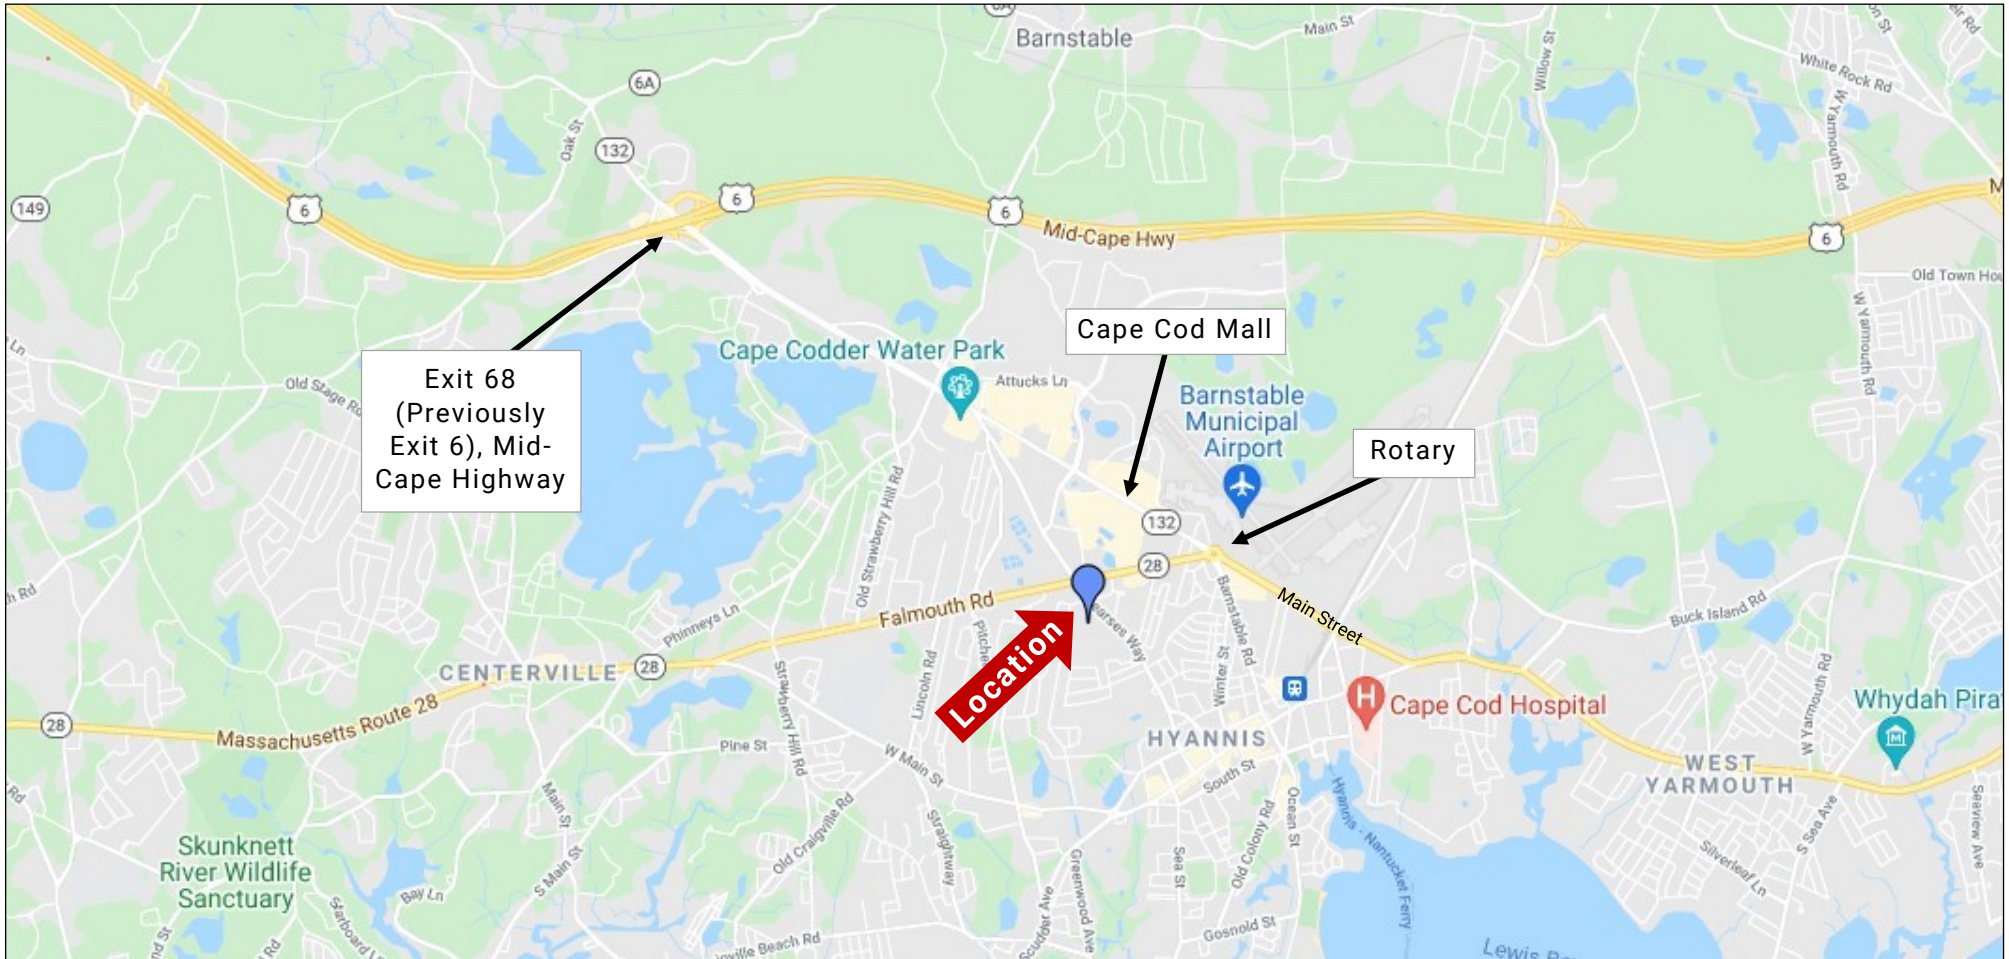 6A
Barnstable
Main St
Willow St
White Rock Rd
W Yarmouth Rd
6A
Oak St
132
149
6
6
6
Mid-Cape Hwy
6
Old Town
W Yarmouth Rd
Cape Cod Mall
Cape Codder Water Park
Attucks Ln
Exit 68
(Previously
Exit 6), Mid-
Cape Highway
Old Stage Rd
Barnstable
Municipal
Airport
Rotary
Old Strawberry Hill Rd
132
28
Falmouth Rd
Phinneys Ln
Location
Barnstable Rd
Main Street
Buck Island Rd
CENTERVILLE
28
Massachusetts Route 28
28
Strawberry Hill Rd
Lincoln Rd
Winter St
Way
Cape Cod Hospital
W Yarmouth Rd
Whydah
HYANNIS
Pine St
W Main St
South St
WEST
YARMOUTH
Main St
S Main St
Old Craigville Rd
Straightway
Old Colony Rd
Ocean St
Hyannis - Nantucket Ferry
S Sea Ave
Seaview Ave
Skunknett
River Wildlife
Sanctuary
Bay Ln
Sea St
Greenwood Ave
Scudder Ave
Silverleaf Ln
Gosnold St
Beach Rd
Lewis